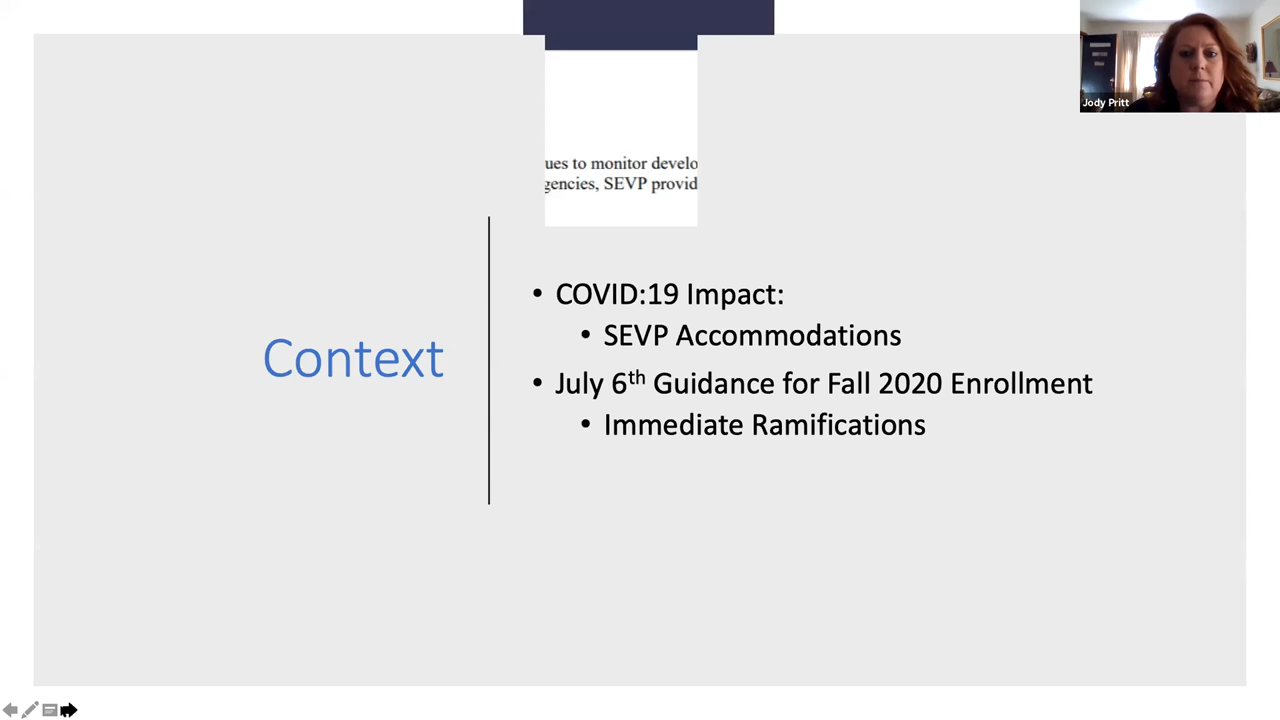 Jody Pritt
ues to monitor develo
gencies, SEVP provid
Context
• COVID:19 Impact:
• SEVP Accommodations
• July 6th Guidance for Fall 2020 Enrollment
• Immediate Ramifications